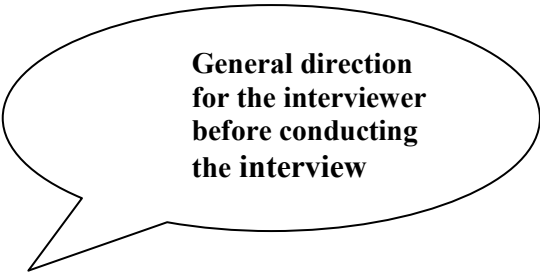 General direction
for the interviewer
before conducting
the interview